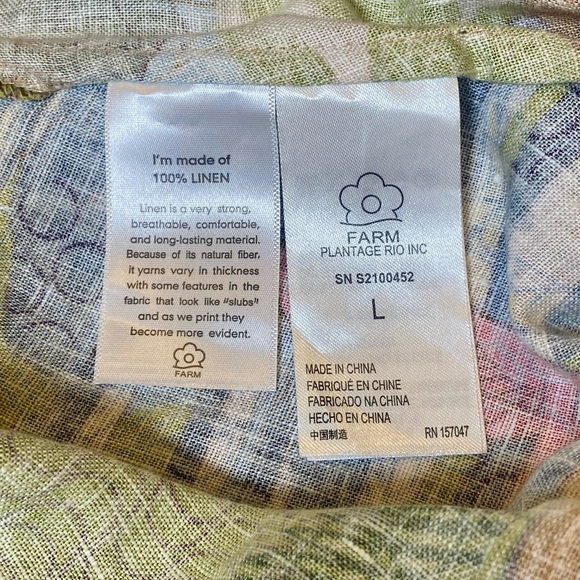 I'm made of
100% LINEN
Linen is a very strong,
breathable, comfortable,
and long-lasting material.
Because of its natural fiber,
it yarns vary in thickness
with some features in the
fabric that look like "slubs"
and as we print they
become more evident.
FARM
FARM
PLANTAGE RIO INC
SN S2100452
L
MADE IN CHINA
FABRIQUÉ EN CHINE
FABRICADO NA CHINA
HECHO EN CHINA
中国制造
RN 157047